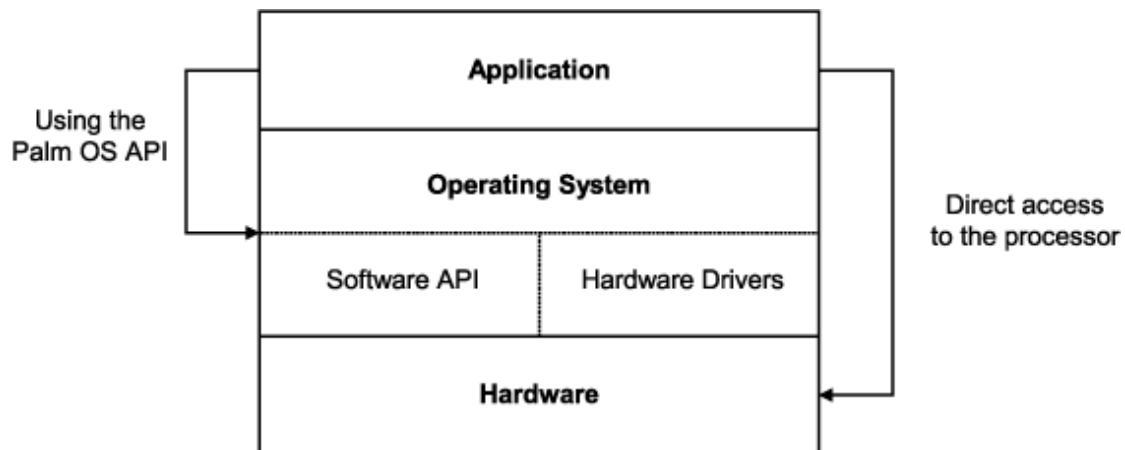 Application
Using the
Palm OS API
Operating System
Direct access
to the processor
Software API
Hardware Drivers
Hardware